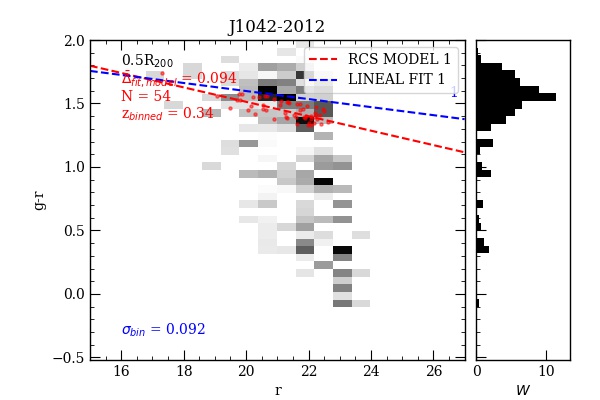 J1042-2012
0.5R200
Δ̄fit,model = 0.094
N = 54
zbinned = 0.34
RCS MODEL 1
LINEAL FIT 1
1
σbin = 0.092
2.0
1.5
1.0
0.5
0.0
−0.5
g-r
16
18
20
22
24
26
r
0
10
W